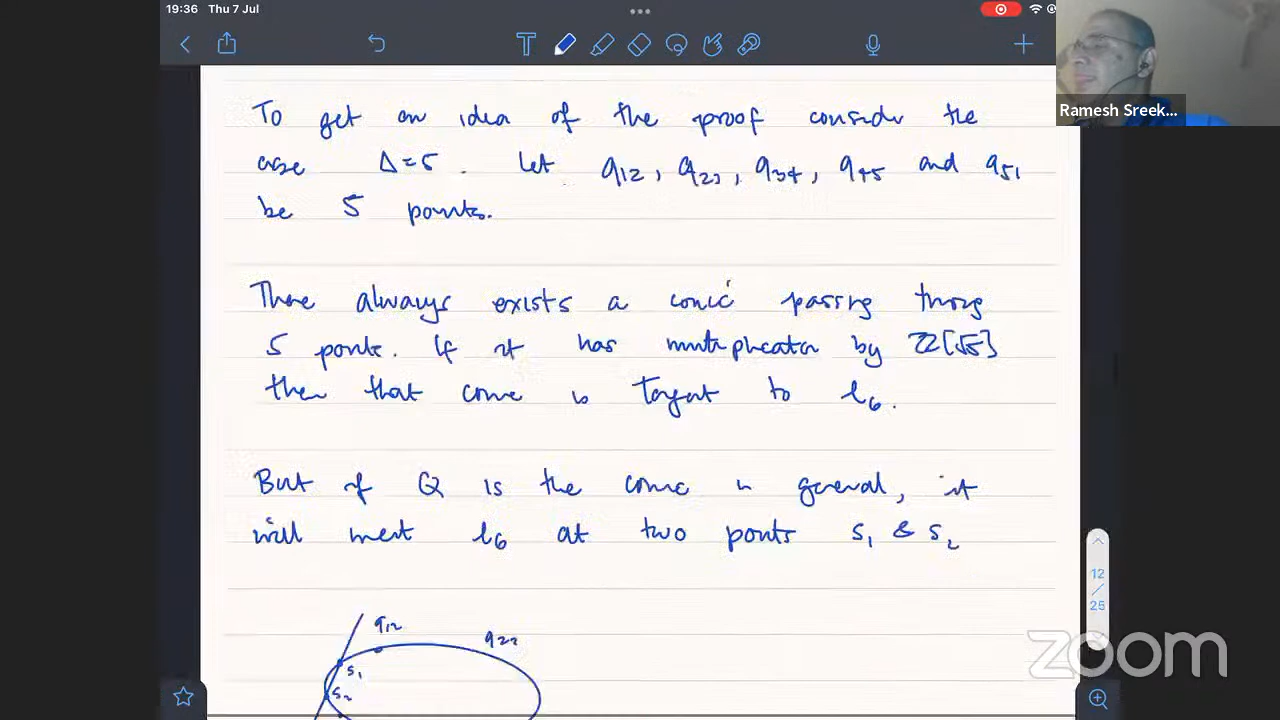 19:36 Thu 7 Jul
Ramesh Sreek...
To get an idea of the proof consider the
case Δ=5. Let q12, q23, q34, q45 and q51
be 5 points.
There always exists a conic passing throug
5 points. If it has multiplication by ℤ[√5]
then that conic is tangent to l6.
But if Q is the conic in general, it
will meet l6 at two points s1 & s2
q12
q23
s1
s2
12
/
25
zoom